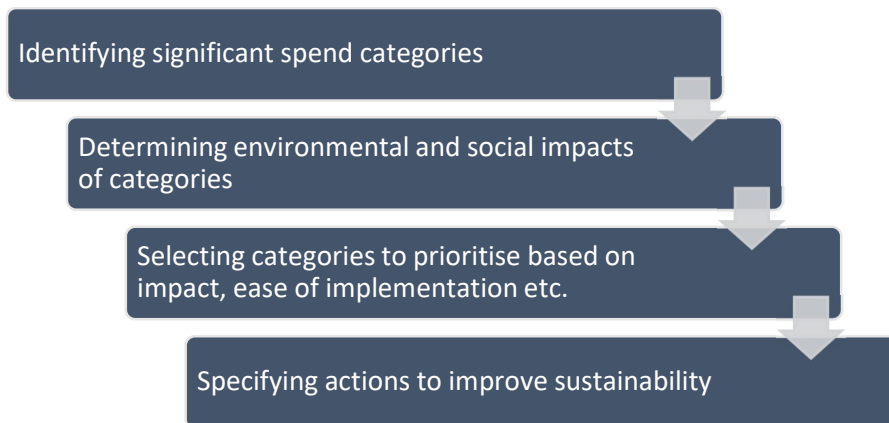 Identifying significant spend categories
Determining environmental and social impacts
of categories
Selecting categories to prioritise based on
impact, ease of implementation etc.
Specifying actions to improve sustainability